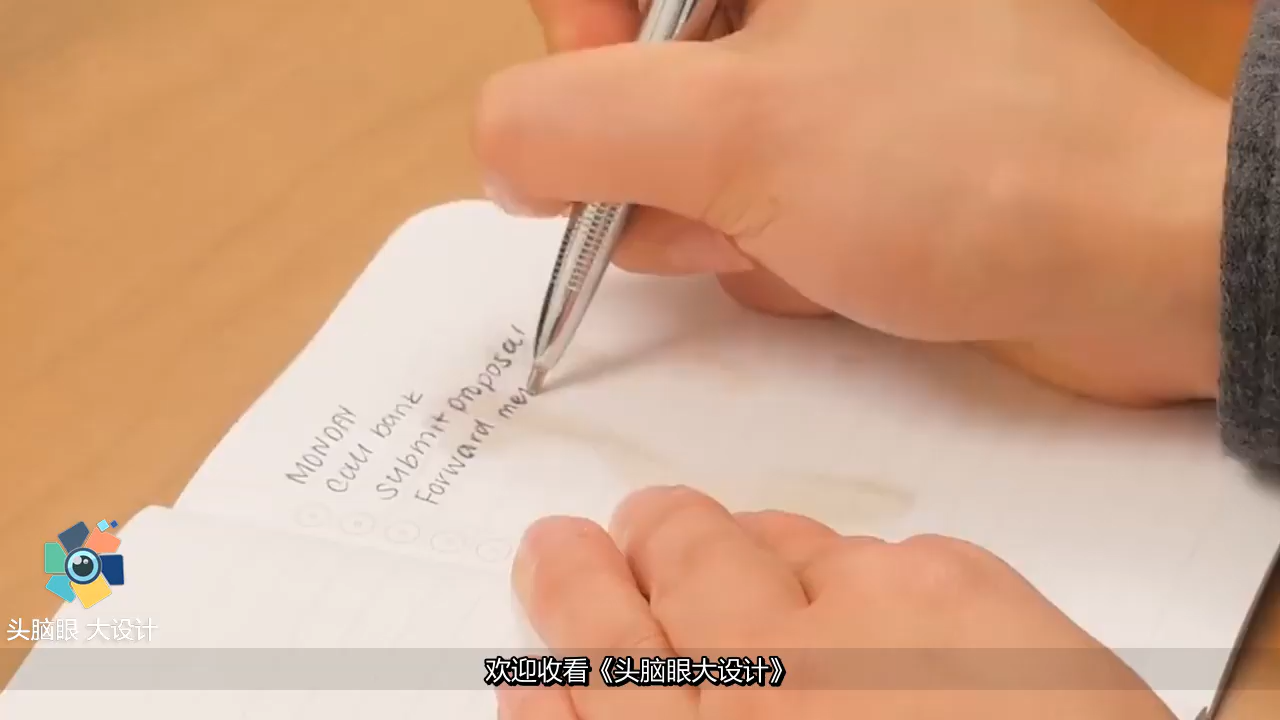 MONDAY
Call bank
Submit proposal
Forward me
头脑眼 大设计
欢迎收看《头脑眼大设计》